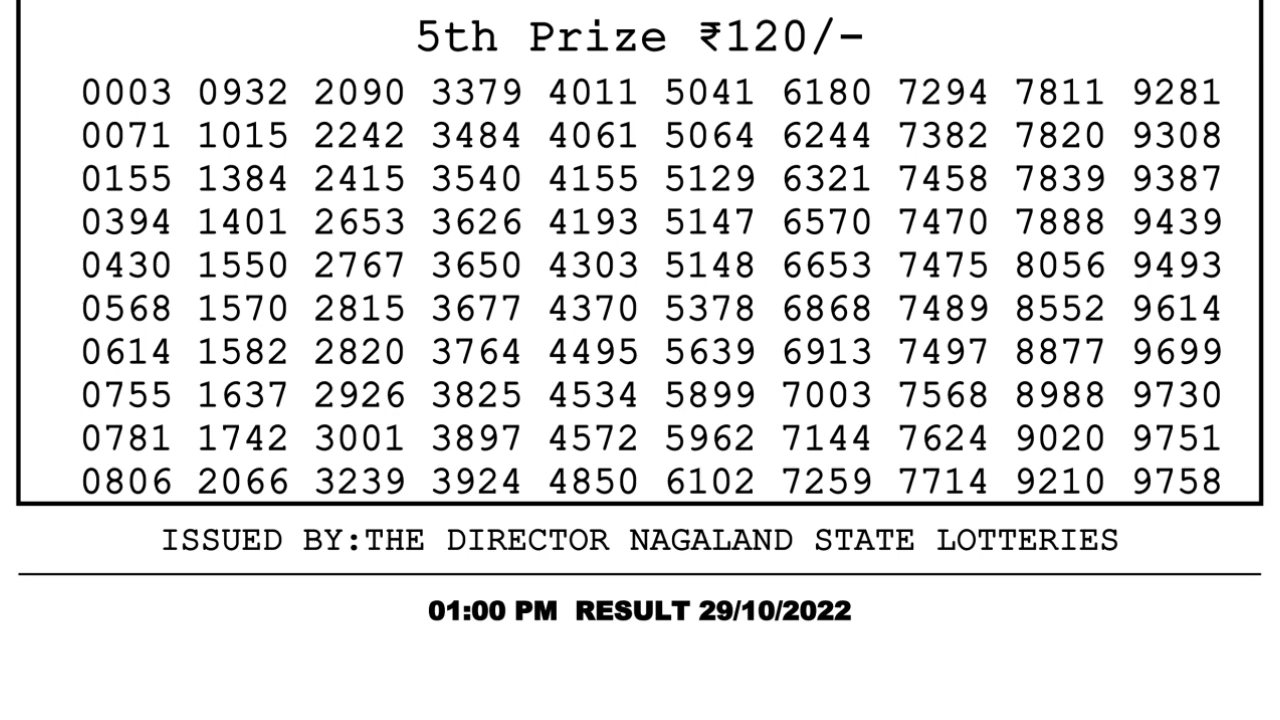 5th Prize ₹120/-
0003 0932 2090 3379 4011 5041 6180 7294 7811 9281
0071 1015 2242 3484 4061 5064 6244 7382 7820 9308
0155 1384 2415 3540 4155 5129 6321 7458 7839 9387
0394 1401 2653 3626 4193 5147 6570 7470 7888 9439
0430 1550 2767 3650 4303 5148 6653 7475 8056 9493
0568 1570 2815 3677 4370 5378 6868 7489 8552 9614
0614 1582 2820 3764 4495 5639 6913 7497 8877 9699
0755 1637 2926 3825 4534 5899 7003 7568 8988 9730
0781 1742 3001 3897 4572 5962 7144 7624 9020 9751
0806 2066 3239 3924 4850 6102 7259 7714 9210 9758
ISSUED BY:THE DIRECTOR NAGALAND STATE LOTTERIES
01:00 PM RESULT 29/10/2022